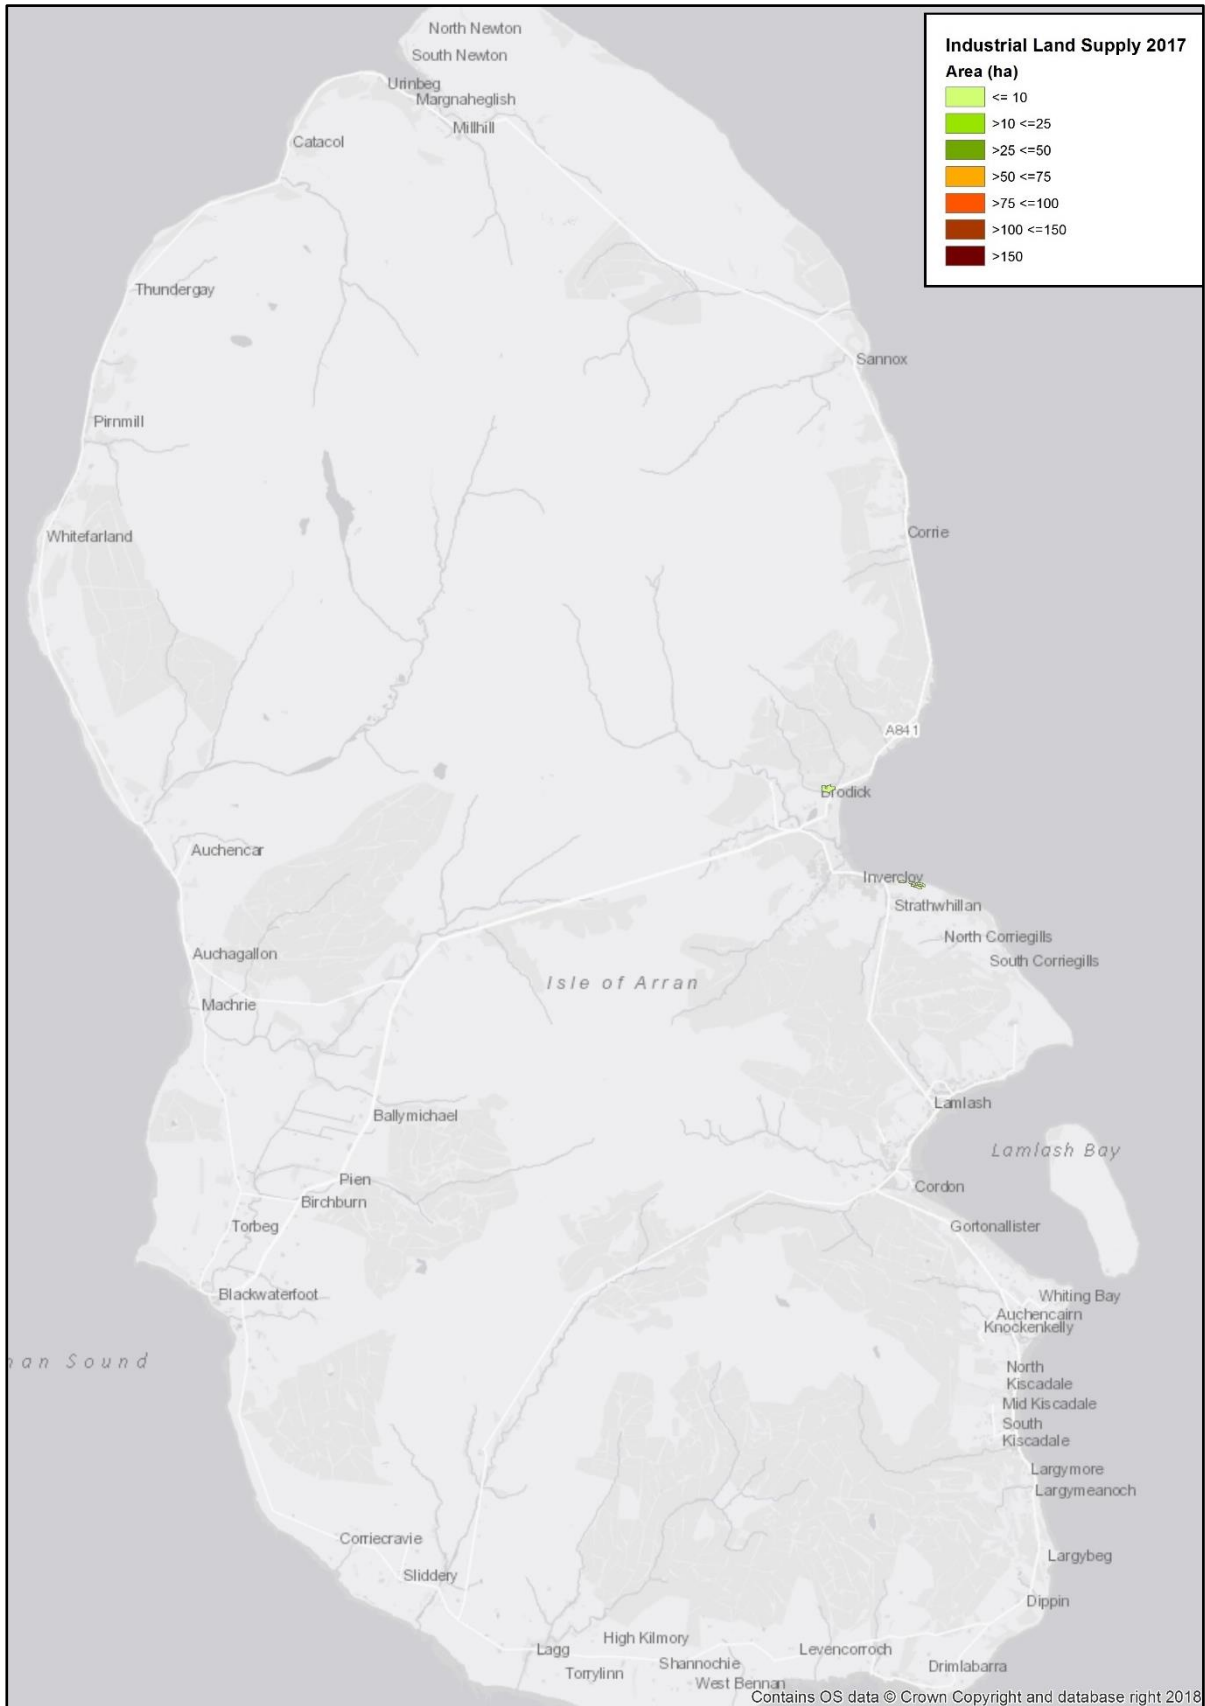 North Newton
South Newton
Urinbeg
Margnaheglish
Millhill
Catacol
Industrial Land Supply 2017
Area (ha)
<= 10
>10 <=25
>25 <=50
>50 <=75
>75 <=100
>100 <=150
>150
Thundergay
Sannox
Pirnmill
Whitefarland
Corrie
A841
Brodick
Auchencar
Invercloy
Strathwhillan
North Corriegills
Auchagallon
South Corriegills
Isle of Arran
Machrie
Lamlash
Ballymichael
Lamlash Bay
Pien
Cordon
Birchburn
Torbeg
Gortonallister
Blackwaterfoot
Whiting Bay
Auchencairn
Knockenkelly
nan Sound
North
Kiscadale
Mid Kiscadale
South
Kiscadale
Largymore
Largymeanoch
Corriecravie
Largybeg
Sliddery
Dippin
High Kilmory
Lagg
Levencorroch
Shannochie
Drimlabarra
Torrylinn
West Bennan
Contains OS data © Crown Copyright and database right 2018